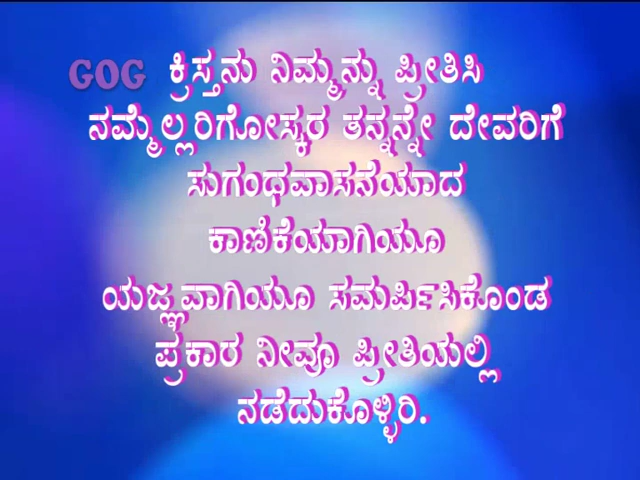 GOG ಕ್ರಿಸ್ತನು ನಿಮ್ಮನ್ನು ಪ್ರೀತಿಸಿ
ನಮ್ಮೆಲ್ಲರಿಗೋಸ್ಕರ ತನ್ನನ್ನೇ ದೇವರಿಗೆ
ಸುಗಂಧವಾಸನೆಯಾದ
ಕಾಣಿಕೆಯಾಗಿಯೂ
ಯಜ್ಞವಾಗಿಯೂ ಸಮರ್ಪಿಸಿಕೊಂಡ
ಪ್ರಕಾರ ನೀವೂ ಪ್ರೀತಿಯಲ್ಲಿ
ನಡೆದುಕೊಳ್ಳಿರಿ.